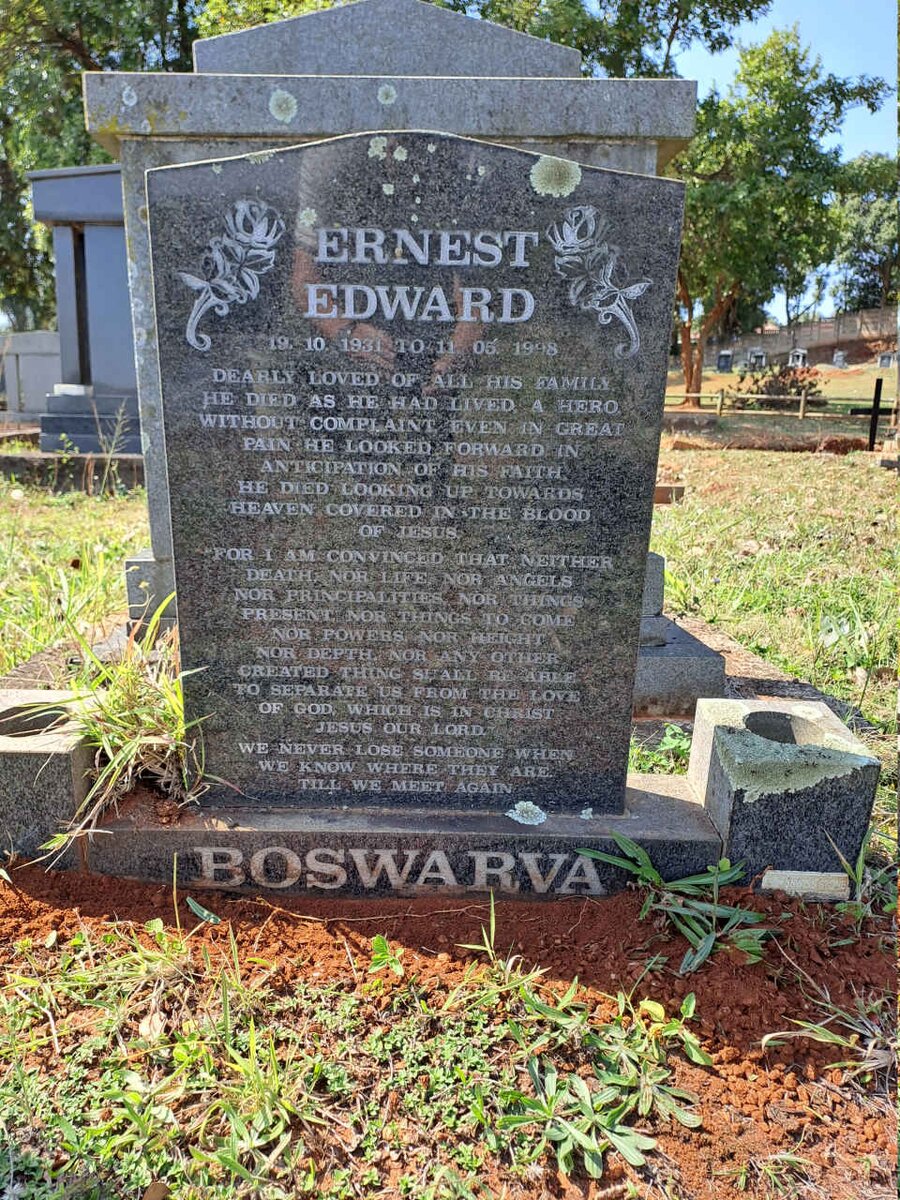 ERNEST
EDWARD
19. 10. 1931 TO 11. 06. 1998
DEARLY LOVED OF ALL HIS FAMILY,
HE DIED AS HE HAD LIVED, A HERO,
WITHOUT COMPLAINT, EVEN IN GREAT
PAIN HE LOOKED FORWARD IN
ANTICIPATION OF HIS FAITH,
HE DIED LOOKING UP TOWARDS
HEAVEN COVERED IN THE BLOOD
OF JESUS.
"FOR I AM CONVINCED THAT NEITHER
DEATH, NOR LIFE, NOR ANGELS,
NOR PRINCIPALITIES, NOR THINGS
PRESENT, NOR THINGS TO COME
NOR POWERS, NOR HEIGHT,
NOR DEPTH, NOR ANY OTHER
CREATED THING SHALL BE ABLE
TO SEPARATE US FROM THE LOVE
OF GOD, WHICH IS IN CHRIST
JESUS OUR LORD."
WE NEVER LOSE SOMEONE WHEN
WE KNOW WHERE THEY ARE.
TILL WE MEET AGAIN
BOSWARVA